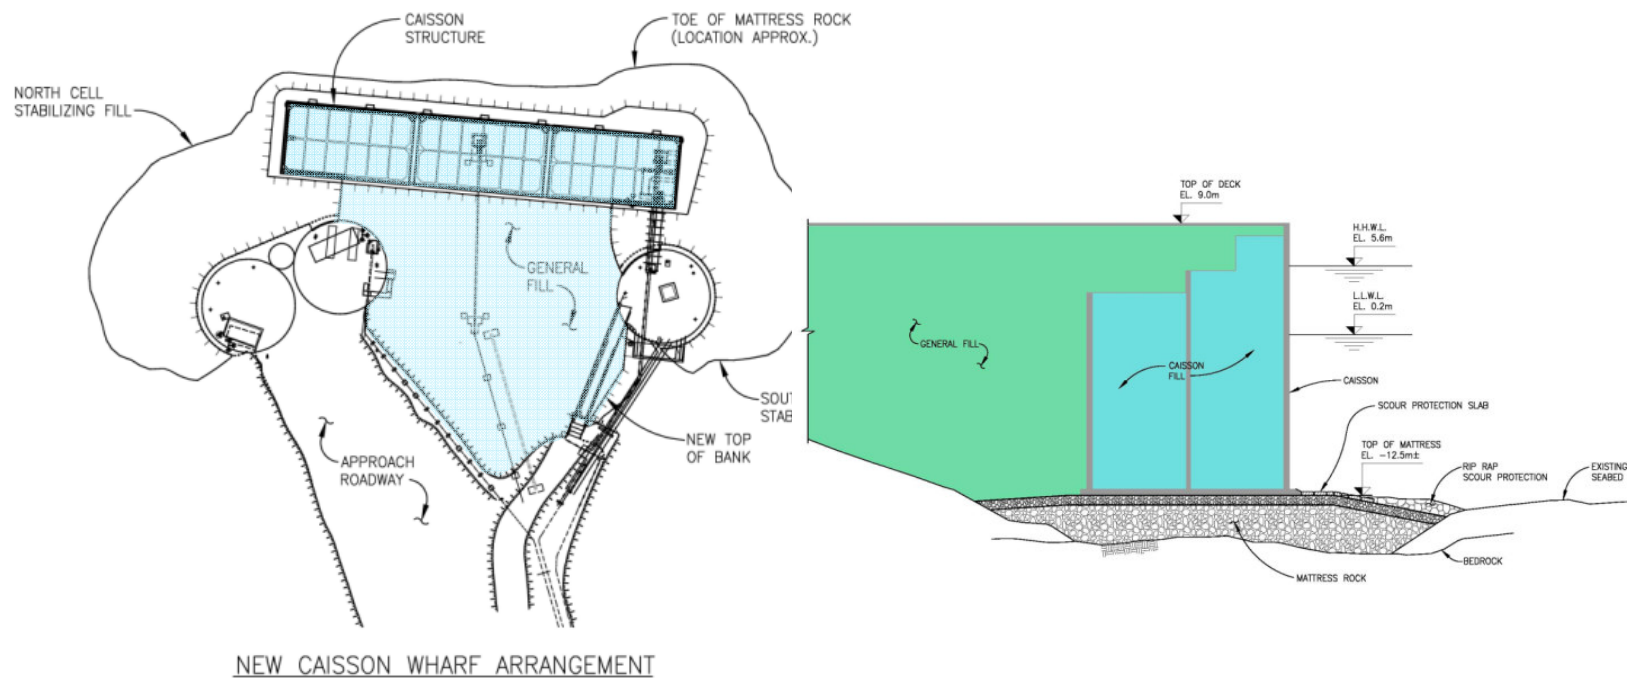 CAISSON
STRUCTURE
TOE OF MATTRESS ROCK
(LOCATION APPROX.)
NORTH CELL
STABILIZING FILL
GENERAL
FILL
APPROACH
ROADWAY
NEW TOP
OF BANK
NEW CAISSON WHARF ARRANGEMENT
TOP OF DECK
EL. 9.0m
H.H.W.L.
EL. 5.6m
L.L.W.L.
EL. 0.2m
GENERAL FILL
CAISSON
FILL
CAISSON
SCOUR PROTECTION SLAB
TOP OF MATTRESS
EL. -12.5m±
RIP RAP
SCOUR PROTECTION
EXISTING
SEABED
BEDROCK
MATTRESS ROCK